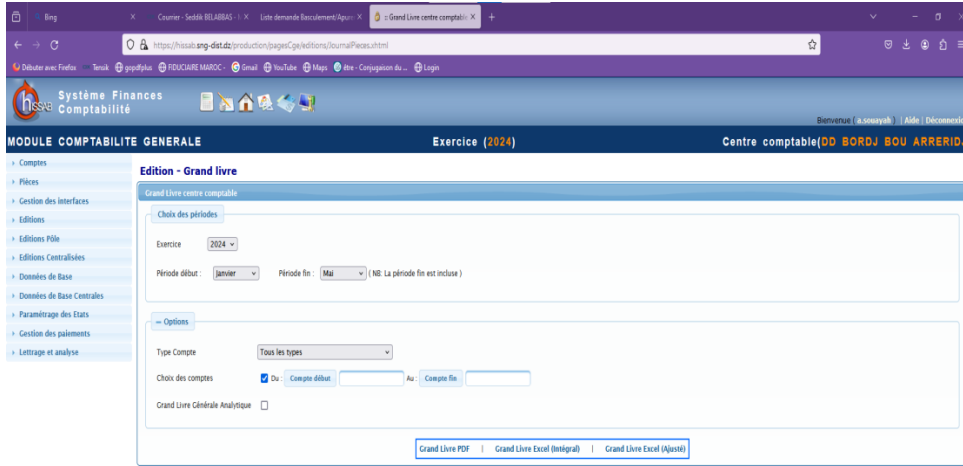 Bing
Courrier - Seddik BELABBAS - 
Liste demande Basculement/Apure
:: Grand Livre centre comptable
https://hissab.sng-dist.dz/production/pagesCge/editions/JournalPieces.xhtml
Débuter avec Firefox Tensik gopdfplus FIDUCIAIRE MAROC - Gmail YouTube Maps être - Conjugaison du ... Login
hissab
Système Finances
Comptabilité
Bienvenue ( a.souayah ) | Aide | Déconnexio
MODULE COMPTABILITE GENERALE Exercice (2024) Centre comptable(DD BORDJ BOU ARRERIDJ
Comptes
Pièces
Gestion des interfaces
Editions
Editions Pôle
Editions Centralisées
Données de Base
Données de Base Centrales
Paramétrage des Etats
Gestion des paiements
Lettrage et analyse
Edition - Grand livre
Grand Livre centre comptable
Choix des périodes
Exercice 2024
Période début : Janvier Période fin : Mai ( NB: La période fin est incluse )
Options
Type Compte Tous les types
Choix des comptes Du : Compte début Au : Compte fin
Grand Livre Générale Analytique
Grand Livre PDF | Grand Livre Excel (Intégral) | Grand Livre Excel (Ajusté)